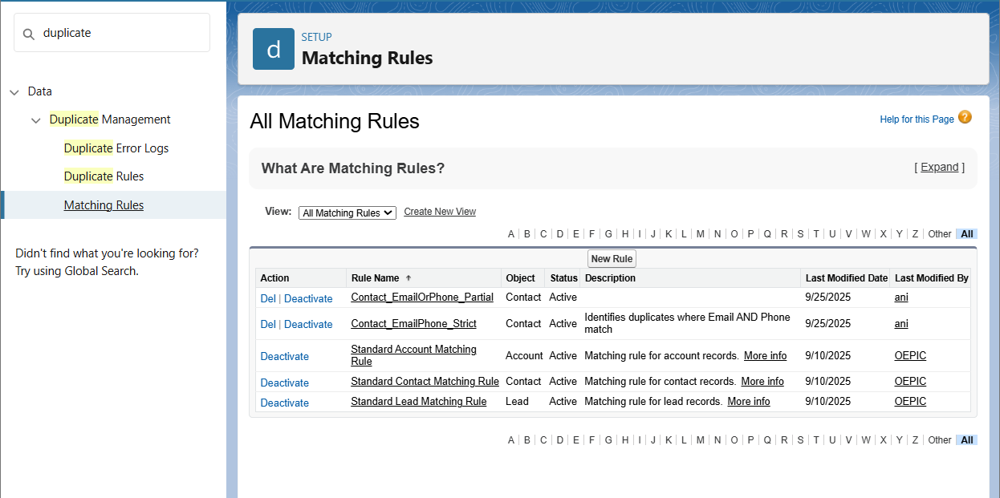 duplicate
Data
Duplicate Management
Duplicate Error Logs
Duplicate Rules
Matching Rules
Didn't find what you're looking for?
Try using Global Search.
d
SETUP
Matching Rules
All Matching Rules
Help for this Page ?
What Are Matching Rules?
[ Expand ]
View: All Matching Rules Create New View
A B C D E F G H I J K L M N O P Q R S T U V W X Y Z Other All
New Rule
Action Rule Name ↑ Object Status Description Last Modified Date Last Modified By
Del | Deactivate Contact_EmailOrPhone_Partial Contact Active 9/25/2025 ani
Del | Deactivate Contact_EmailPhone_Strict Contact Active Identifies duplicates where Email AND Phone
match 9/25/2025 ani
Deactivate Standard Account Matching
Rule Account Active Matching rule for account records. More info 9/10/2025 OEPIC
Deactivate Standard Contact Matching Rule Contact Active Matching rule for contact records. More info 9/10/2025 OEPIC
Deactivate Standard Lead Matching Rule Lead Active Matching rule for lead records. More info 9/10/2025 OEPIC
A B C D E F G H I J K L M N O P Q R S T U V W X Y Z Other All